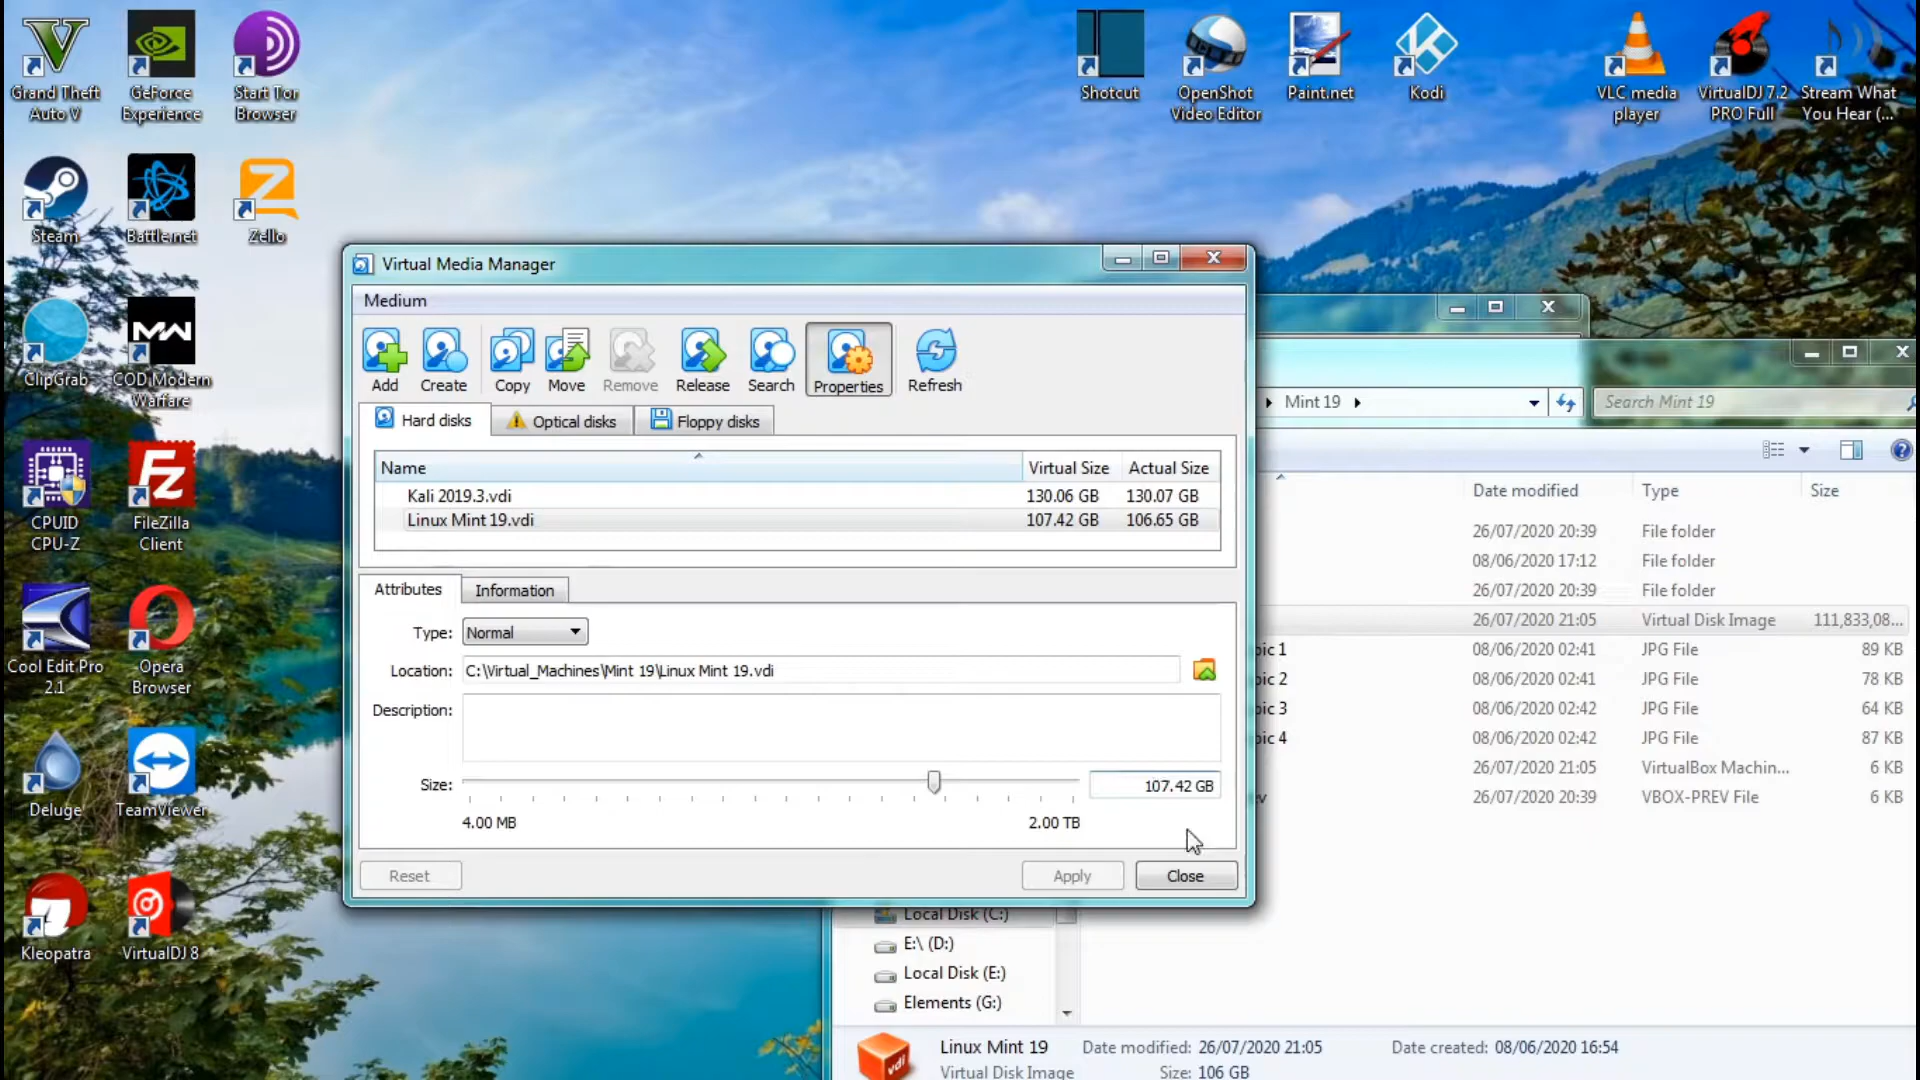 Grand Theft
Auto V
GeForce
Experience
Start Tor
Browser
Shotcut
OpenShot
Video Editor
Paint.net
Kodi
VLC media
player
VirtualDJ 7.2
PRO Full
Stream What
You Hear (...
Steam
Battle.net
Zello
ClipGrab
COD Modern
Warfare
CPUID
CPU-Z
FileZilla
Client
Cool Edit Pro
2.1
Opera
Browser
Deluge
TeamViewer
Kleopatra
VirtualDJ 8
Virtual Media Manager
Medium
Add
Create
Copy
Move
Remove
Release
Search
Properties
Refresh
Hard disks
Optical disks
Floppy disks
Name
Virtual Size
Actual Size
Kali 2019.3.vdi
130.06 GB
130.07 GB
Linux Mint 19.vdi
107.42 GB
106.65 GB
Attributes
Information
Type:
Normal
Location:
C:\Virtual_Machines\Mint 19\Linux Mint 19.vdi
Description:
Size:
107.42 GB
4.00 MB
2.00 TB
Reset
Apply
Close
Mint 19
Search Mint 19
Date modified
Type
Size
26/07/2020 20:39
File folder
08/06/2020 17:12
File folder
26/07/2020 20:39
File folder
26/07/2020 21:05
Virtual Disk Image
111,833,08...
pic 1
08/06/2020 02:41
JPG File
89 KB
pic 2
08/06/2020 02:41
JPG File
78 KB
pic 3
08/06/2020 02:42
JPG File
64 KB
pic 4
08/06/2020 02:42
JPG File
87 KB
26/07/2020 21:05
VirtualBox Machin...
6 KB
26/07/2020 20:39
VBOX-PREV File
6 KB
Local Disk (C:)
E:\ (D:)
Local Disk (E:)
Elements (G:)
vdi
Linux Mint 19
Date modified: 26/07/2020 21:05
Date created: 08/06/2020 16:54
Virtual Disk Image
Size: 106 GB